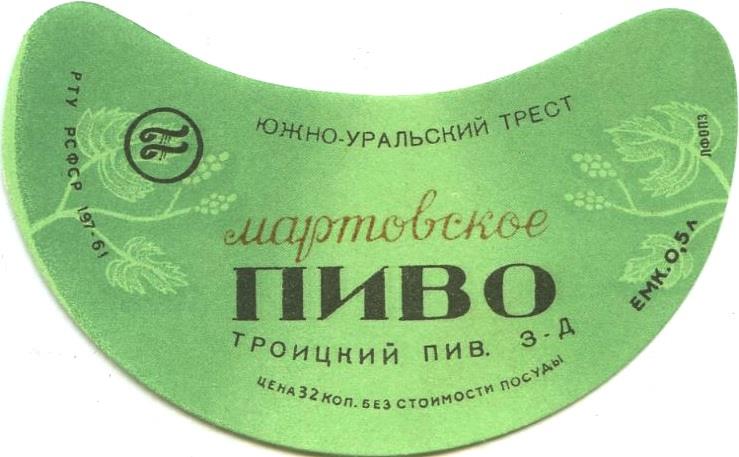 ЮЖНО-УРАЛЬСКИЙ ТРЕСТ
мартовское
ПИВО
ТРОИЦКИЙ ПИВ. З-Д
ЦЕНА 32 КОП. БЕЗ СТОИМОСТИ ПОСУДЫ
РТУ РСФСР 197-61
ЕМК. 0,5 Л
ЛФОПЗ